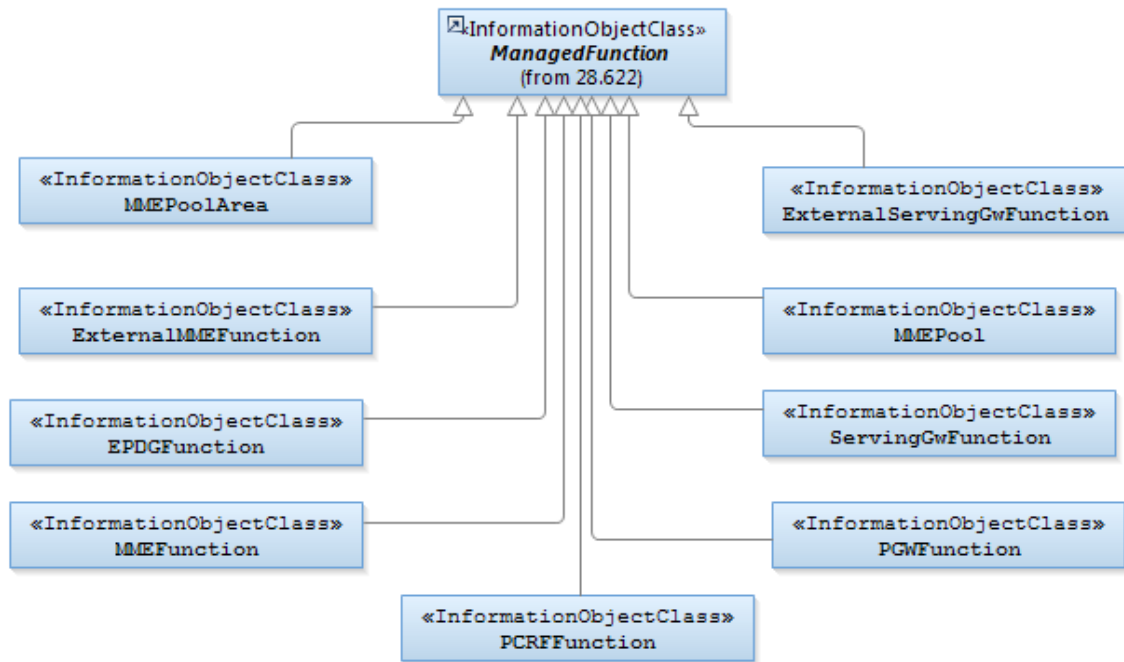 «InformationObjectClass»
ManagedFunction
(from 28.622)
«InformationObjectClass»
MMEPoolArea
«InformationObjectClass»
ExternalServingGwFunction
«InformationObjectClass»
ExternalMMEFunction
«InformationObjectClass»
MMEPool
«InformationObjectClass»
EPDGFunction
«InformationObjectClass»
ServingGwFunction
«InformationObjectClass»
MMEFunction
«InformationObjectClass»
PGWFunction
«InformationObjectClass»
PCRFFunction